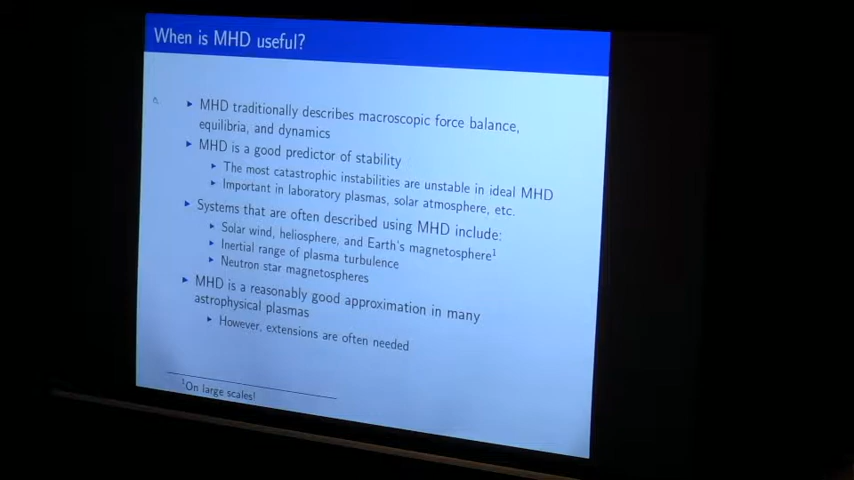 When is MHD useful?
► MHD traditionally describes macroscopic force balance,
equilibria, and dynamics
► MHD is a good predictor of stability
► The most catastrophic instabilities are unstable in ideal MHD
► Important in laboratory plasmas, solar atmosphere, etc.
► Systems that are often described using MHD include:
► Solar wind, heliosphere, and Earth's magnetosphere¹
► Inertial range of plasma turbulence
► Neutron star magnetospheres
► MHD is a reasonably good approximation in many
astrophysical plasmas
► However, extensions are often needed
¹On large scales!